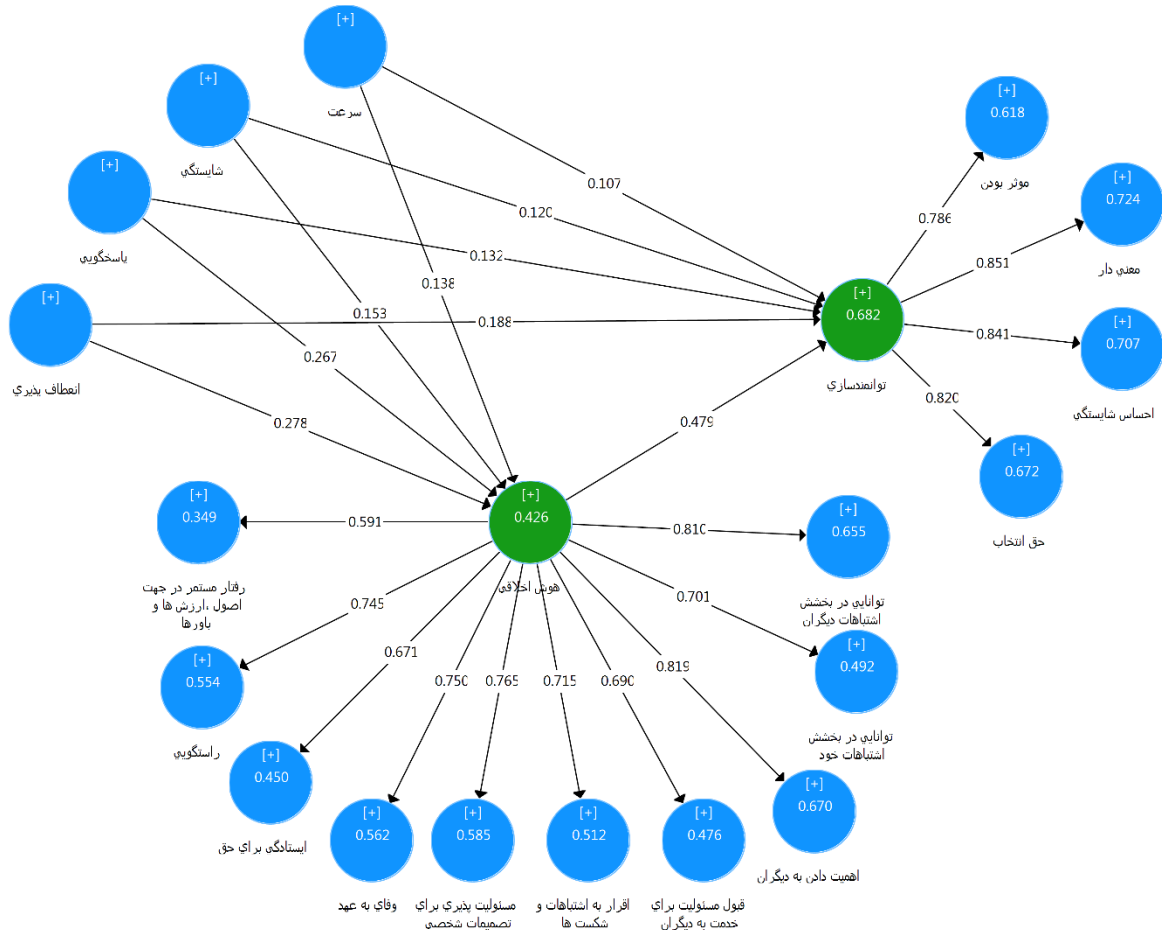 [+]
سرعت
[+]
شايستگي
[+]
پاسخگويي
[+]
انعطاف پذيري
0.107
0.120
0.132
0.138
0.153
0.188
0.267
0.278
0.479
[+]
0.682
توانمندسازي
0.786
0.851
0.841
0.820
[+]
0.618
موثر بودن
[+]
0.724
معني دار
[+]
0.707
احساس شايستگي
[+]
0.672
حق انتخاب
[+]
0.426
هوش اخلاقي
0.591
0.745
0.671
0.750
0.765
0.715
0.690
0.819
0.701
0.810
[+]
0.349
رفتار مستمر در جهت
اصول ،ارزش ها و
باورها
[+]
0.554
راستگويي
[+]
0.450
ايستادگي براي حق
[+]
0.562
وفاي به عهد
[+]
0.585
مسئوليت پذيري براي
تصميمات شخصي
[+]
0.512
اقرار به اشتباهات و
شكست ها
[+]
0.476
قبول مسئوليت براي
خدمت به ديگران
[+]
0.670
اهميت دادن به ديگران
[+]
0.492
توانايي در بخشش
اشتباهات خود
[+]
0.655
توانايي در بخشش
اشتباهات ديگران